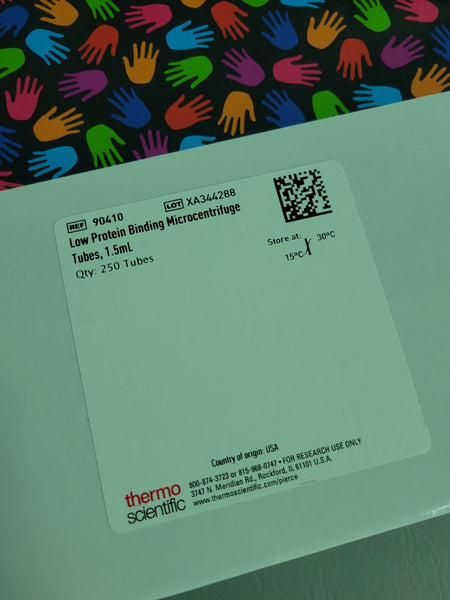 REF 90410 LOT XA344288
Low Protein Binding Microcentrifuge
Tubes, 1.5mL
Qty: 250 Tubes
Store at:
15°C 30°C
Country of origin: USA
thermo
scientific
800-874-3723 or 815-968-0747 • FOR RESEARCH USE ONLY
3747 N. Meridian Rd., Rockford, IL 61101 U.S.A.
www.thermoscientific.com/pierce